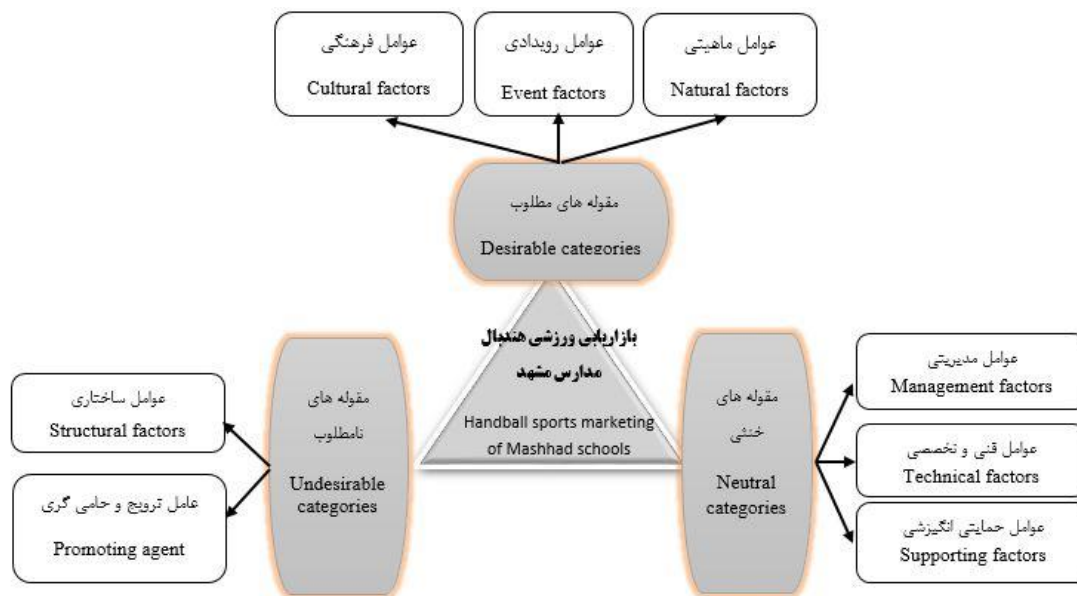 عوامل فرهنگی
Cultural factors
عوامل رویدادی
Event factors
عوامل ماهیتی
Natural factors
مقوله های مطلوب
Desirable categories
بازاریابی ورزشی هندبال
مدارس مشهد
Handball sports marketing
of Mashhad schools
مقوله های
نامطلوب
Undesirable
categories
عوامل ساختاری
Structural factors
عامل ترویج و حامی گری
Promoting agent
مقوله های
خنثی
Neutral
categories
عوامل مدیریتی
Management factors
عوامل قنی و تخصصی
Technical factors
عوامل حمایتی انگیزشی
Supporting factors